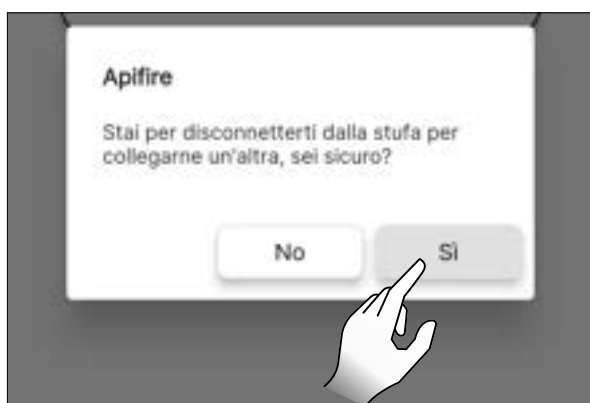 Apifire
Stai per disconnetterti dalla stufa per
collegarne un'altra, sei sicuro?
No Sì